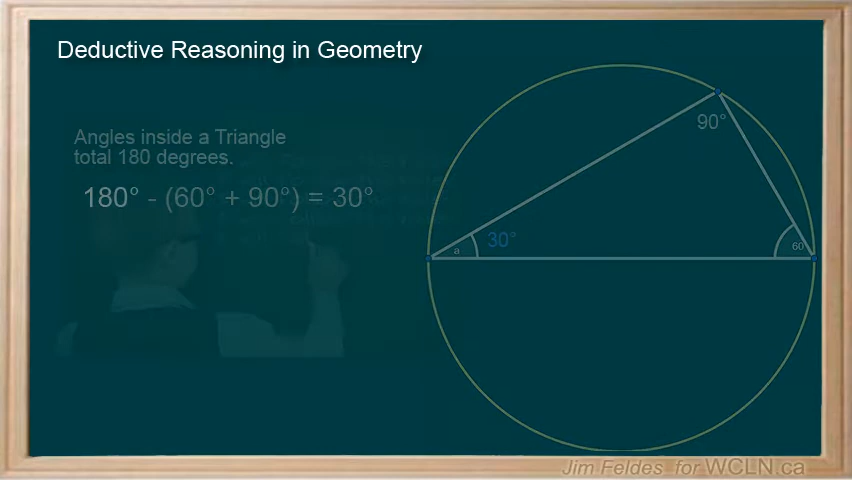 Deductive Reasoning in Geometry
Angles inside a Triangle
total 180 degrees.
180° - (60° + 90°) = 30°
90°
30°
a
60°
Jim Feldes for WCLN.ca